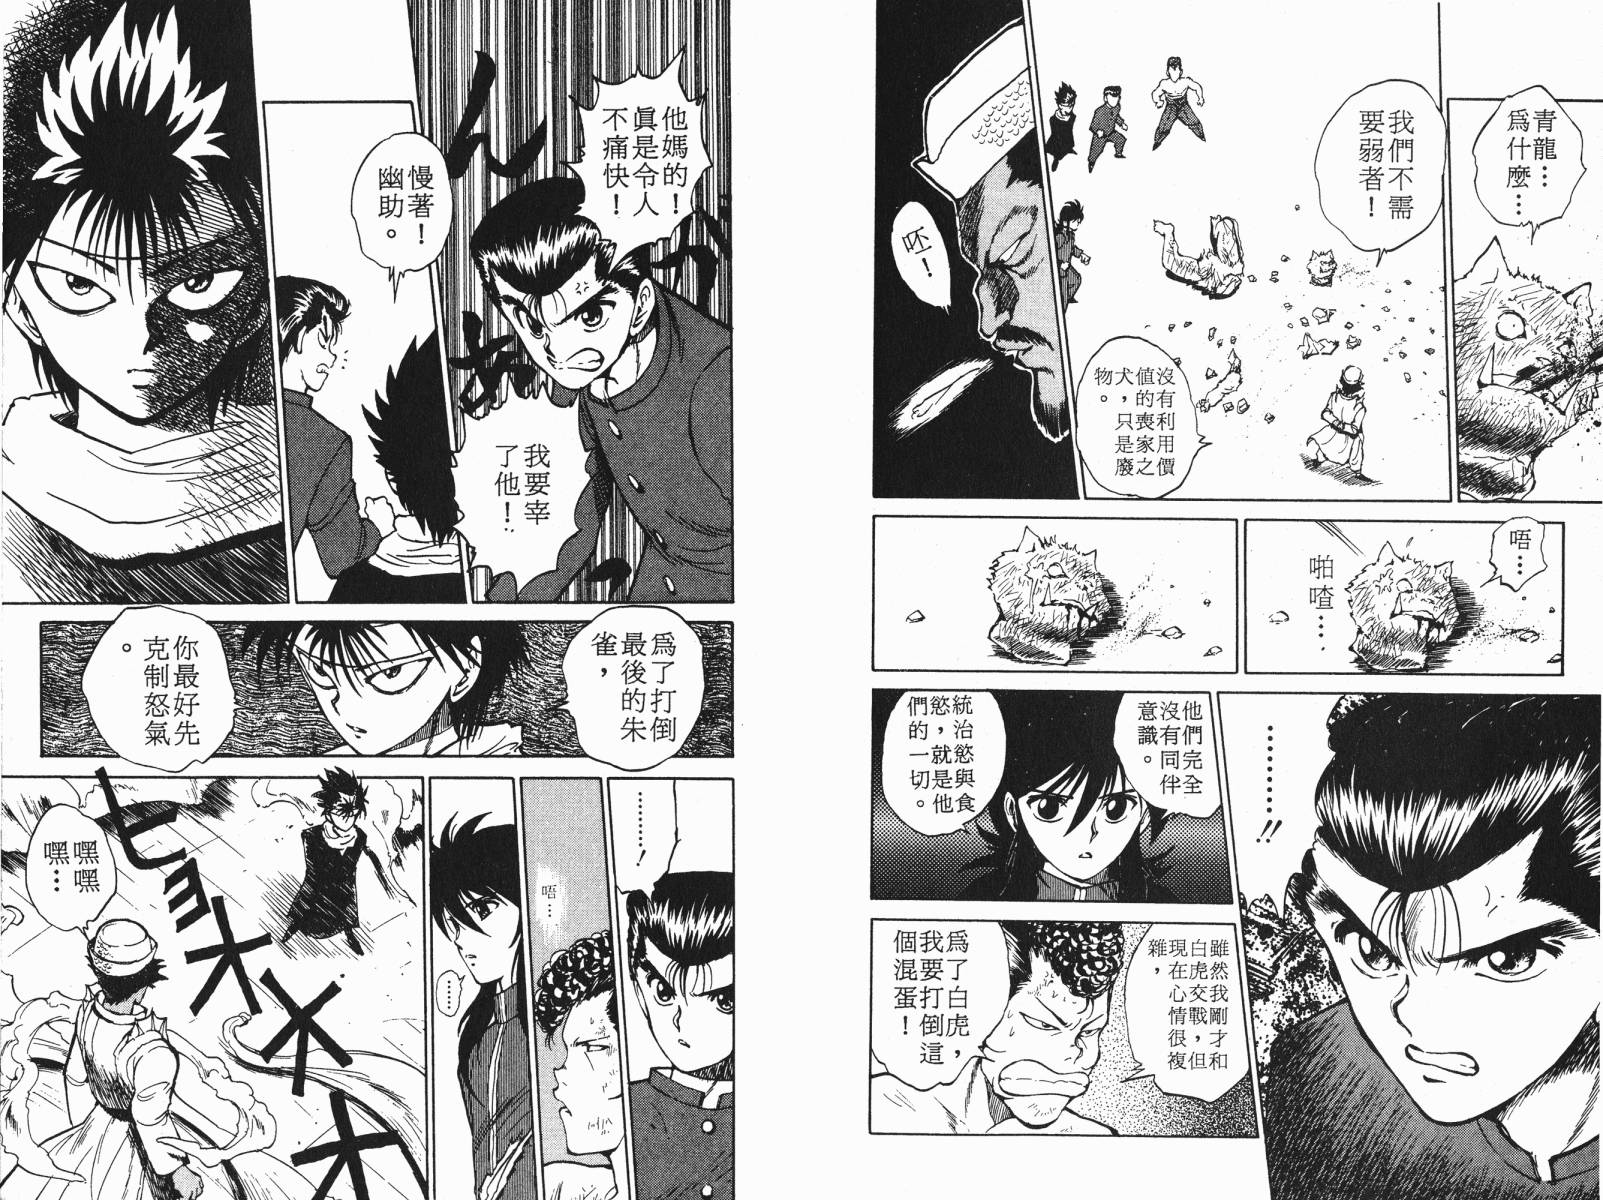 青龍…
爲什麼…
我們不需
要弱者！
沒有利用價
值的喪家之
犬，只是廢
物。
呸！
唔…
啪喳…
………!!
他們完全
沒有同伴
意識。
統治慾與食
慾，就是他
們的一切。
雖然我剛才和
白虎交戰，但
現在心情很複
雜，
爲了白虎，
我要打倒這
個混蛋！
他媽的！
眞是令人
不痛快！
我要宰
了他！
慢著！
幽助。
爲了打倒
最後的朱
雀，
你最好先
克制怒氣
。
………!
唔…
……
ヒョオオオオ
嘿嘿
嘿…